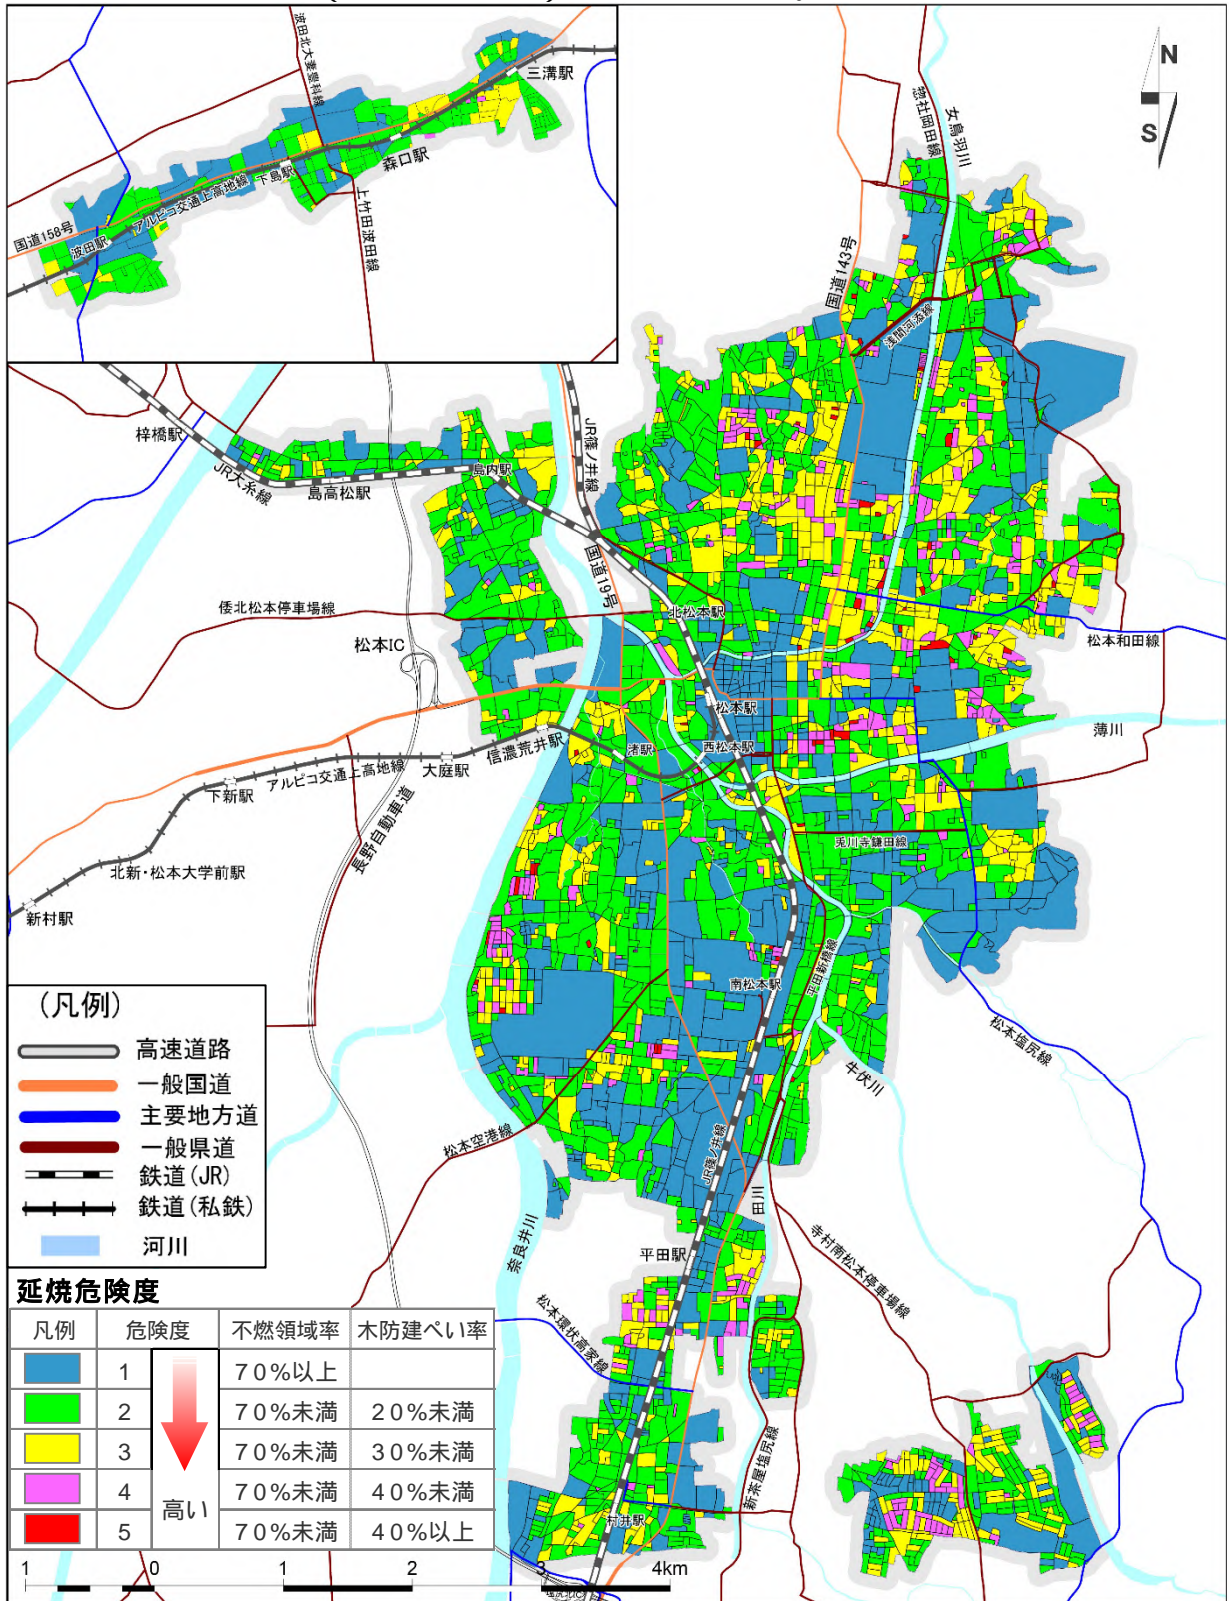 波田北大妻豊科線
三溝駅
森口駅
下島駅
アルピコ交通上高地線
国道158号
波田駅
上竹田波田線
N
S
惣社岡田線
女鳥羽川
国道143号
浅間河添線
梓橋駅
JR大糸線
島高松駅
島内駅
JR篠ノ井線
国道19号
倭北松本停車場線
北松本駅
松本IC
松本和田線
松本駅
薄川
信濃荒井駅
渚駅
西松本駅
大庭駅
アルピコ交通上高地線
下新駅
長野自動車道
兎川寺鎌田線
北新・松本大学前駅
新村駅
南松本駅
平田新橋線
松本塩尻線
牛伏川
松本空港線
JR篠ノ井線
田川
奈良井川
平田駅
寺村南松本停車場線
松本環状高家線
新茶屋塩尻線
村井駅
(凡例)
高速道路
一般国道
主要地方道
一般県道
鉄道(JR)
鉄道(私鉄)
河川
延焼危険度
凡例 危険度 不燃領域率 木防建ぺい率
1 70%以上
2 70%未満 20%未満
3 70%未満 30%未満
4 70%未満 40%未満
5 70%未満 40%以上
高い
1 0 1 2 3 4km